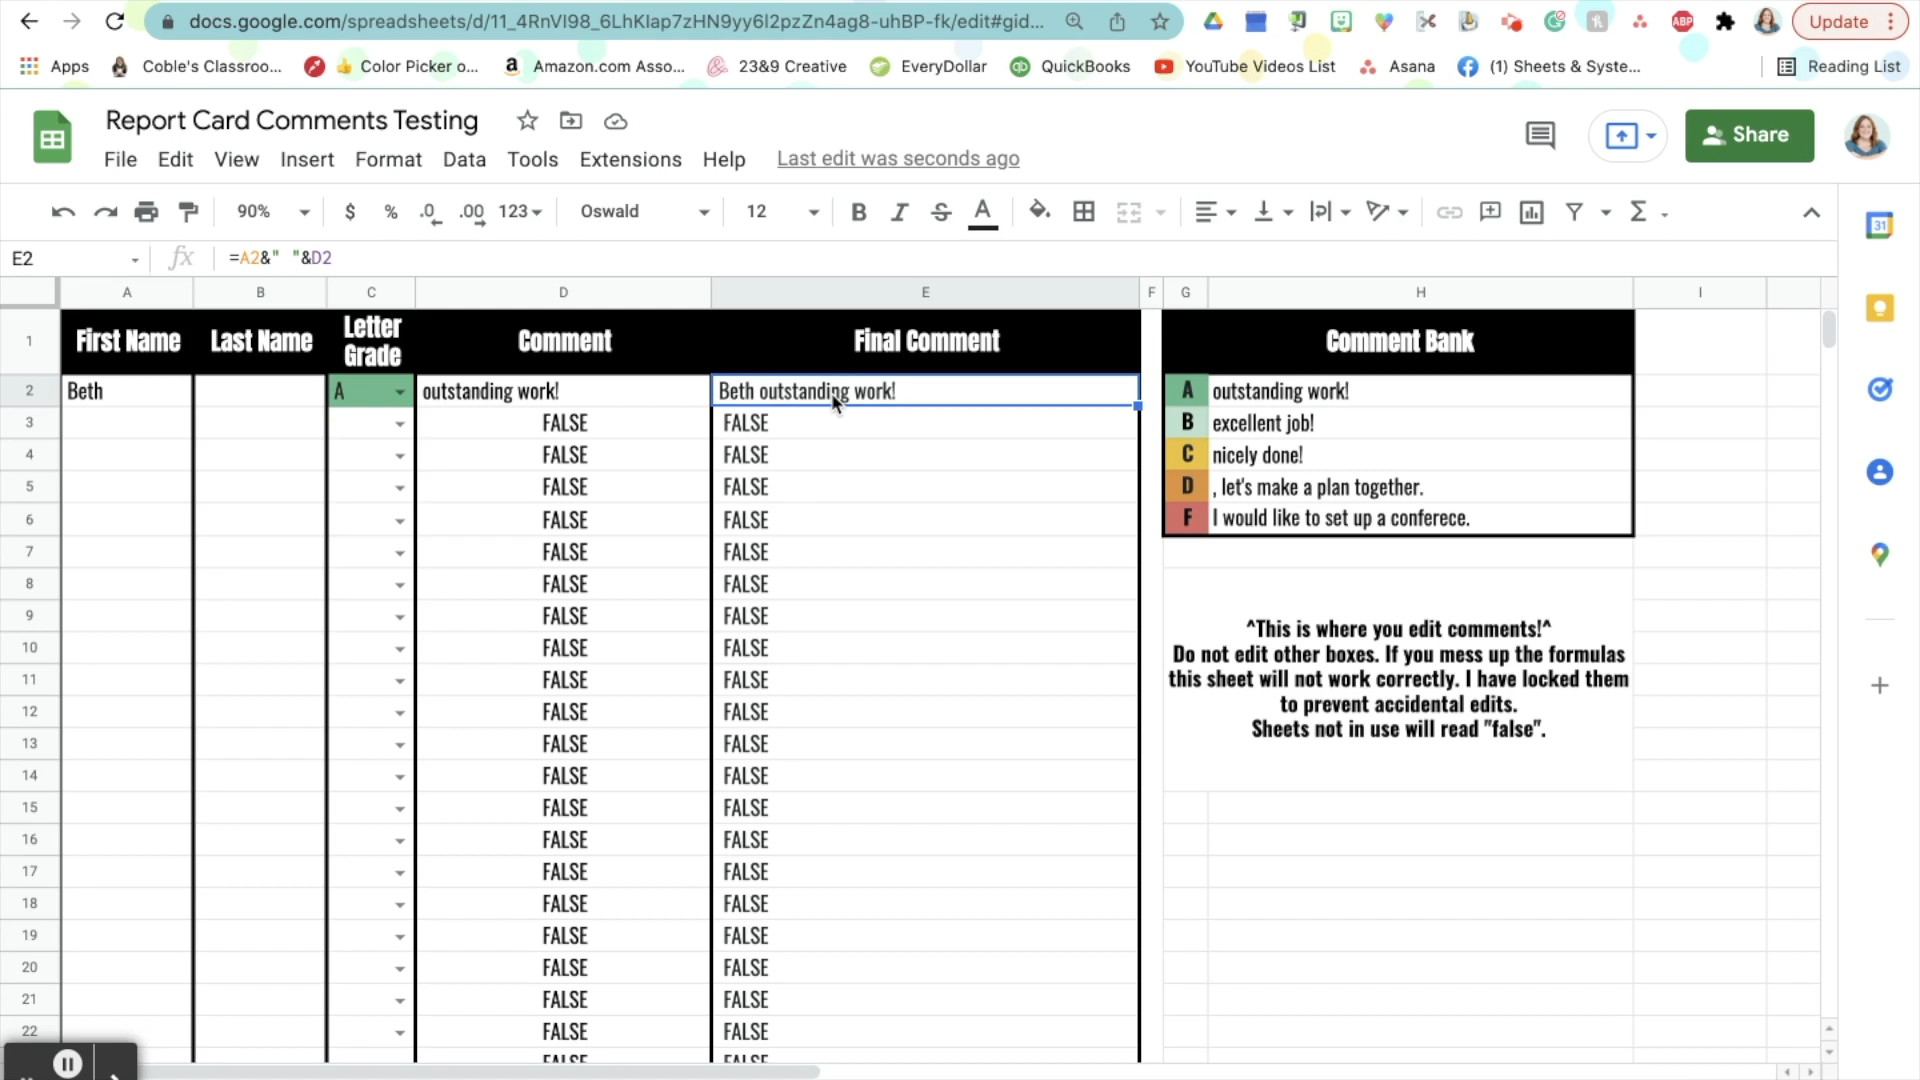 docs.google.com/spreadsheets/d/11_4RnVI98_6LhKlap7zHN9yy6l2pzZn4ag8-uhBP-fk/edit#gid...
ABP
Update
Apps Coble's Classroo... Color Picker o... Amazon.com Asso... 23&9 Creative EveryDollar QuickBooks YouTube Videos List Asana (1) Sheets & Syste... Reading List
Report Card Comments Testing
Share
File Edit View Insert Format Data Tools Extensions Help Last edit was seconds ago
90% $ % .0 .00 123 Oswald 12 B I S A
31
E2 fx =A2&" "&D2
A B C D E F G H I
1 First Name Last Name Letter Grade Comment Final Comment Comment Bank
2 Beth A outstanding work! Beth outstanding work! A outstanding work!
3 FALSE FALSE B excellent job!
4 FALSE FALSE C nicely done!
5 FALSE FALSE D , let's make a plan together.
6 FALSE FALSE F I would like to set up a conferece.
7 FALSE FALSE
8 FALSE FALSE
9 FALSE FALSE
^This is where you edit comments!^
10 FALSE FALSE
Do not edit other boxes. If you mess up the formulas
11 FALSE FALSE
this sheet will not work correctly. I have locked them
12 FALSE FALSE
to prevent accidental edits.
13 FALSE FALSE
Sheets not in use will read "false".
14 FALSE FALSE
15 FALSE FALSE
16 FALSE FALSE
17 FALSE FALSE
18 FALSE FALSE
19 FALSE FALSE
20 FALSE FALSE
21 FALSE FALSE
22 FALSE FALSE
FALSE FALSE